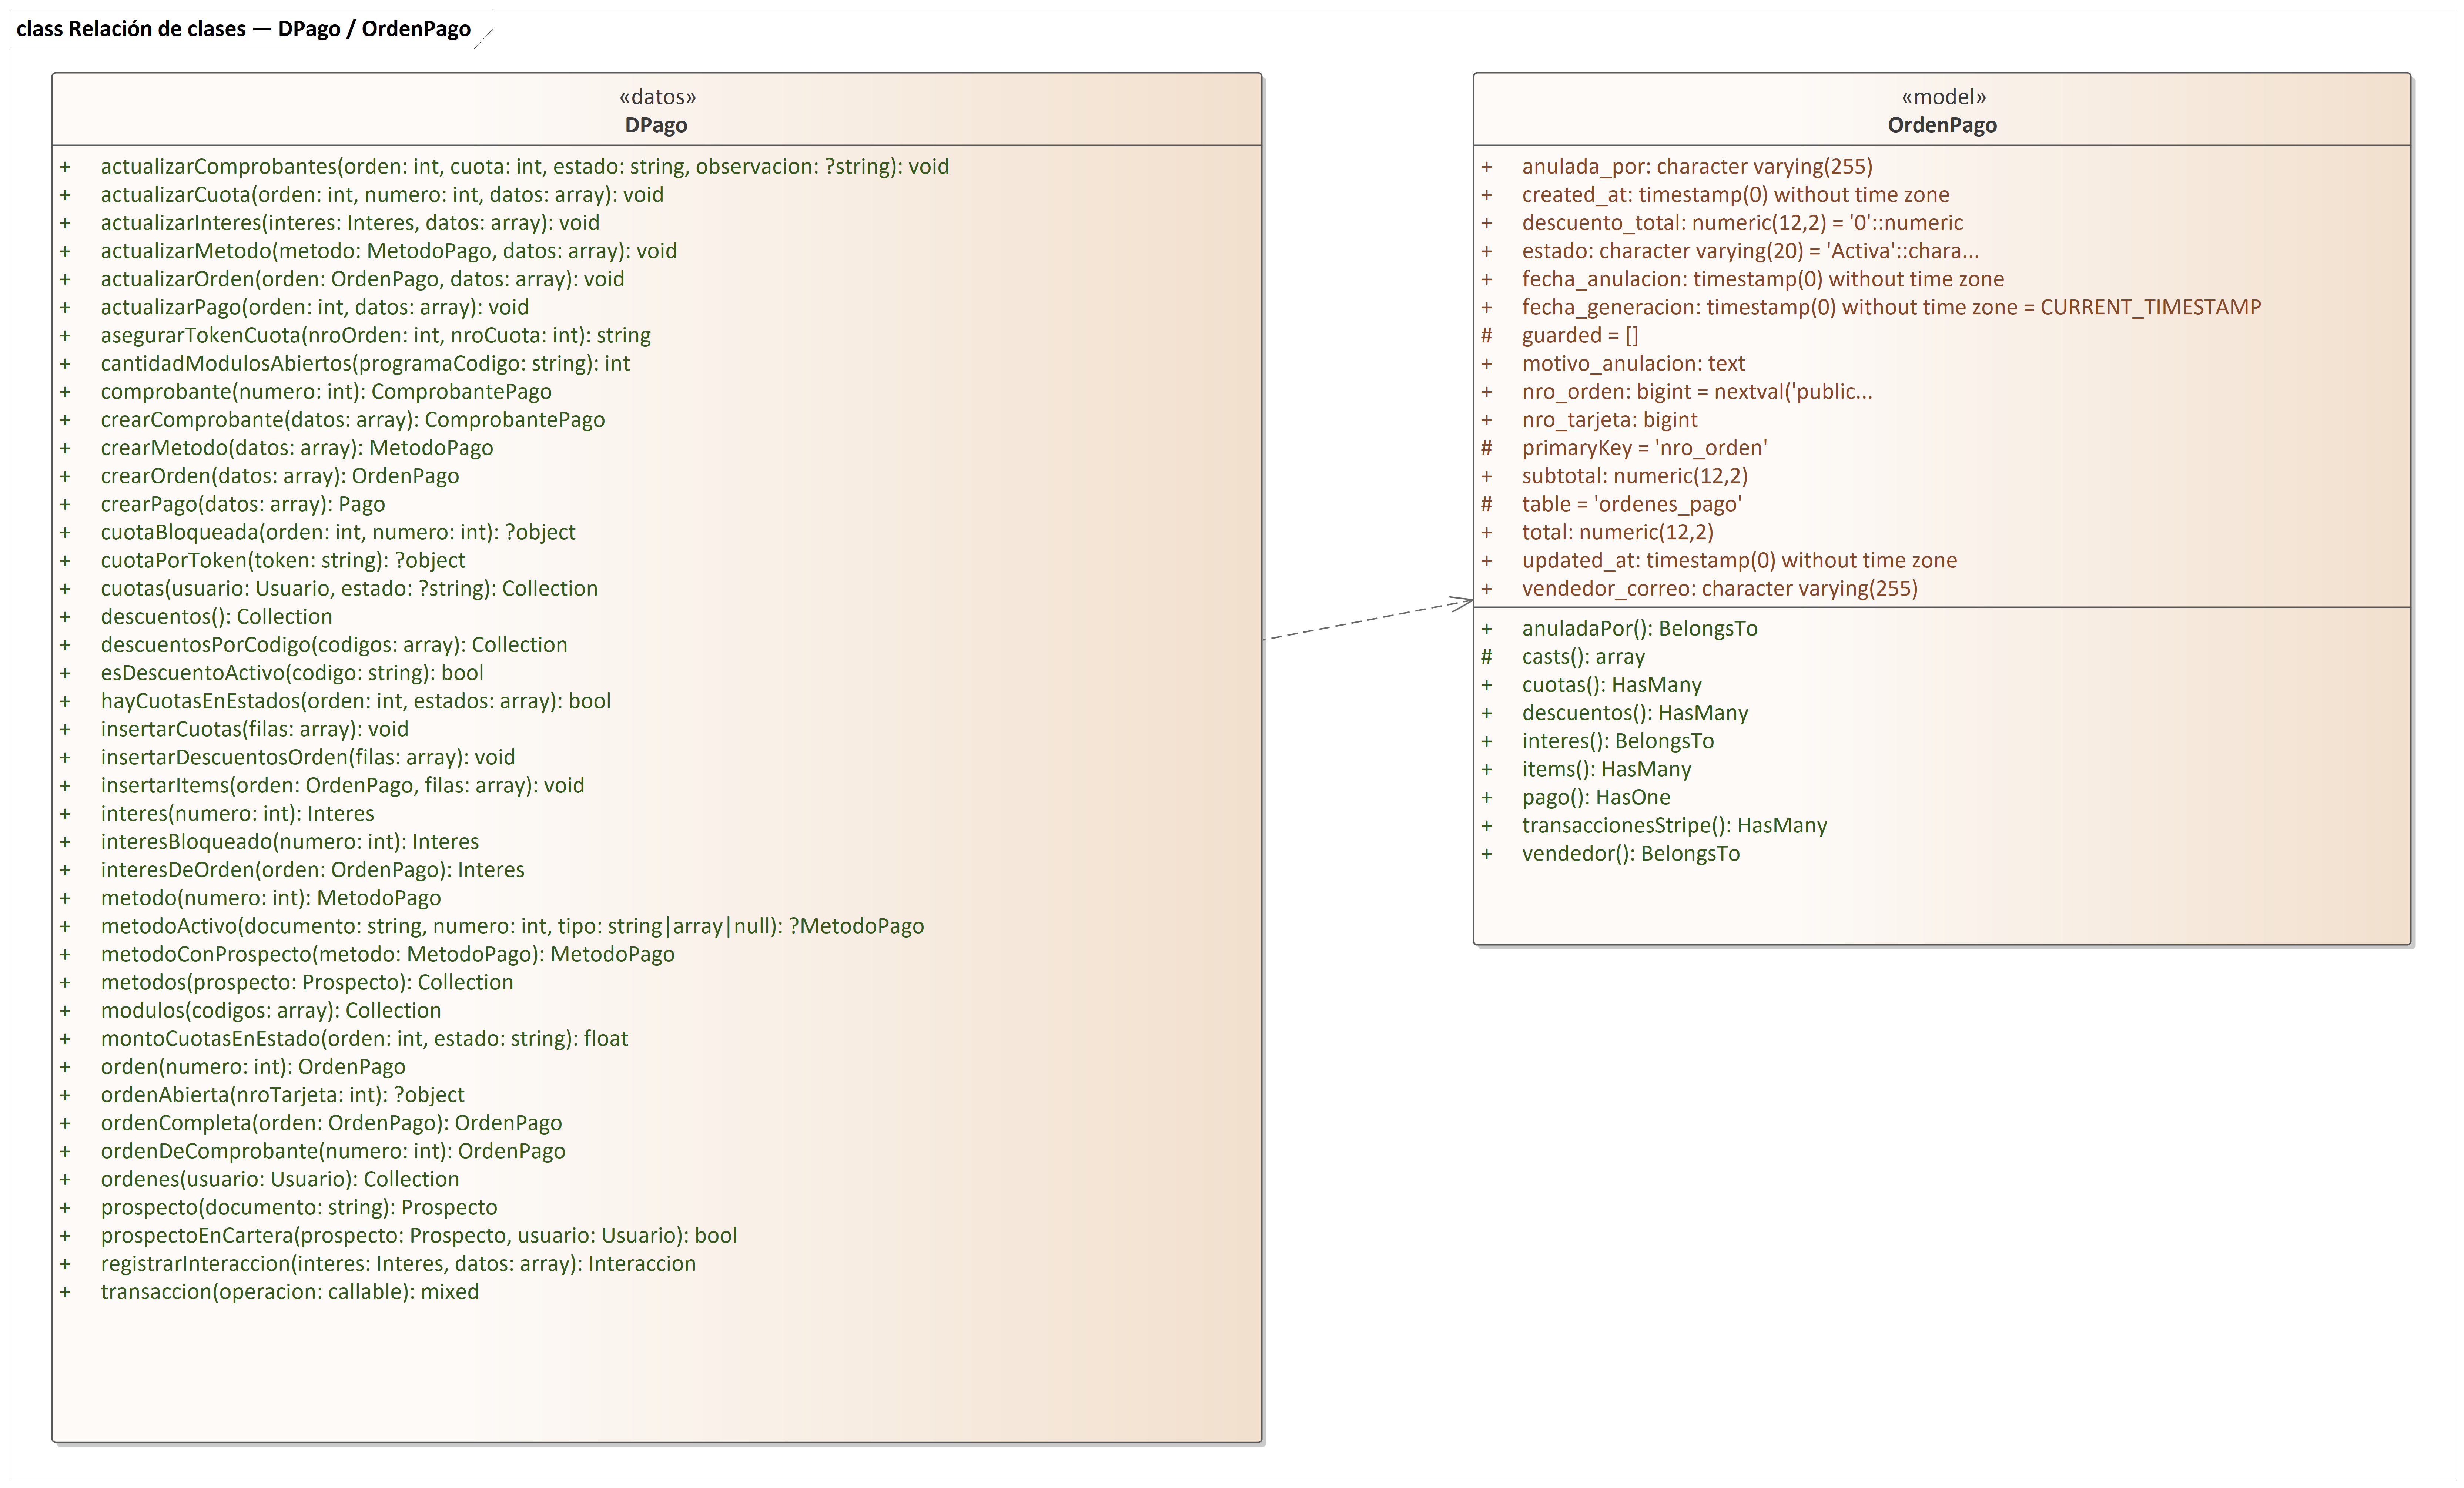 class Relación de clases — DPago / OrdenPago
«datos»
DPago
+ actualizarComprobantes(orden: int, cuota: int, estado: string, observacion: ?string): void
+ actualizarCuota(orden: int, numero: int, datos: array): void
+ actualizarInteres(interes: Interes, datos: array): void
+ actualizarMetodo(metodo: MetodoPago, datos: array): void
+ actualizarOrden(orden: OrdenPago, datos: array): void
+ actualizarPago(orden: int, datos: array): void
+ asegurarTokenCuota(nroOrden: int, nroCuota: int): string
+ cantidadModulosAbiertos(programaCodigo: string): int
+ comprobante(numero: int): ComprobantePago
+ crearComprobante(datos: array): ComprobantePago
+ crearMetodo(datos: array): MetodoPago
+ crearOrden(datos: array): OrdenPago
+ crearPago(datos: array): Pago
+ cuotaBloqueada(orden: int, numero: int): ?object
+ cuotaPorToken(token: string): ?object
+ cuotas(usuario: Usuario, estado: ?string): Collection
+ descuentos(): Collection
+ descuentosPorCodigo(codigos: array): Collection
+ esDescuentoActivo(codigo: string): bool
+ hayCuotasEnEstados(orden: int, estados: array): bool
+ insertarCuotas(filas: array): void
+ insertarDescuentosOrden(filas: array): void
+ insertarItems(orden: OrdenPago, filas: array): void
+ interes(numero: int): Interes
+ interesBloqueado(numero: int): Interes
+ interesDeOrden(orden: OrdenPago): Interes
+ metodo(numero: int): MetodoPago
+ metodoActivo(documento: string, numero: int, tipo: string|array|null): ?MetodoPago
+ metodoConProspecto(metodo: MetodoPago): MetodoPago
+ metodos(prospecto: Prospecto): Collection
+ modulos(codigos: array): Collection
+ montoCuotasEnEstado(orden: int, estado: string): float
+ orden(numero: int): OrdenPago
+ ordenAbierta(nroTarjeta: int): ?object
+ ordenCompleta(orden: OrdenPago): OrdenPago
+ ordenDeComprobante(numero: int): OrdenPago
+ ordenes(usuario: Usuario): Collection
+ prospecto(documento: string): Prospecto
+ prospectoEnCartera(prospecto: Prospecto, usuario: Usuario): bool
+ registrarInteraccion(interes: Interes, datos: array): Interaccion
+ transaccion(operacion: callable): mixed
«model»
OrdenPago
+ anulada_por: character varying(255)
+ created_at: timestamp(0) without time zone
+ descuento_total: numeric(12,2) = '0'::numeric
+ estado: character varying(20) = 'Activa'::chara...
+ fecha_anulacion: timestamp(0) without time zone
+ fecha_generacion: timestamp(0) without time zone = CURRENT_TIMESTAMP
# guarded = []
+ motivo_anulacion: text
+ nro_orden: bigint = nextval('public...
+ nro_tarjeta: bigint
# primaryKey = 'nro_orden'
+ subtotal: numeric(12,2)
# table = 'ordenes_pago'
+ total: numeric(12,2)
+ updated_at: timestamp(0) without time zone
+ vendedor_correo: character varying(255)
+ anuladaPor(): BelongsTo
# casts(): array
+ cuotas(): HasMany
+ descuentos(): HasMany
+ interes(): BelongsTo
+ items(): HasMany
+ pago(): HasOne
+ transaccionesStripe(): HasMany
+ vendedor(): BelongsTo